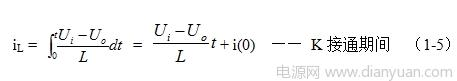 iL = ∫₀ᵗ (Ui－Uo)/L dt = (Ui－Uo)/L t + i(0) —— K 接通期间 （1-5）
电源网 www.dianyuan.com